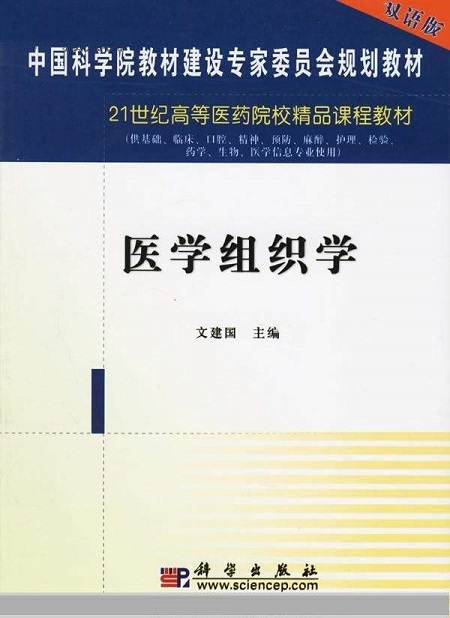 双语版
中国科学院教材建设专家委员会规划教材
21世纪高等医药院校精品课程教材
(供基础、临床、口腔、精神、预防、麻醉、护理、检验、
药学、生物、医学信息专业使用)
医学组织学
文建国 主编
科学出版社
www.sciencep.com